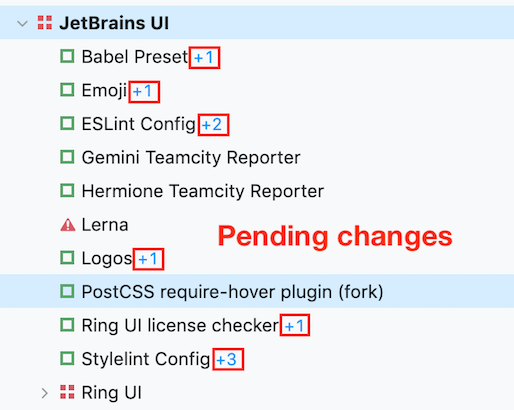 JetBrains UI
Babel Preset +1
Emoji +1
ESLint Config +2
Gemini Teamcity Reporter
Hermione Teamcity Reporter
Lerna
Pending changes
Logos +1
PostCSS require-hover plugin (fork)
Ring UI license checker +1
Stylelint Config +3
Ring UI